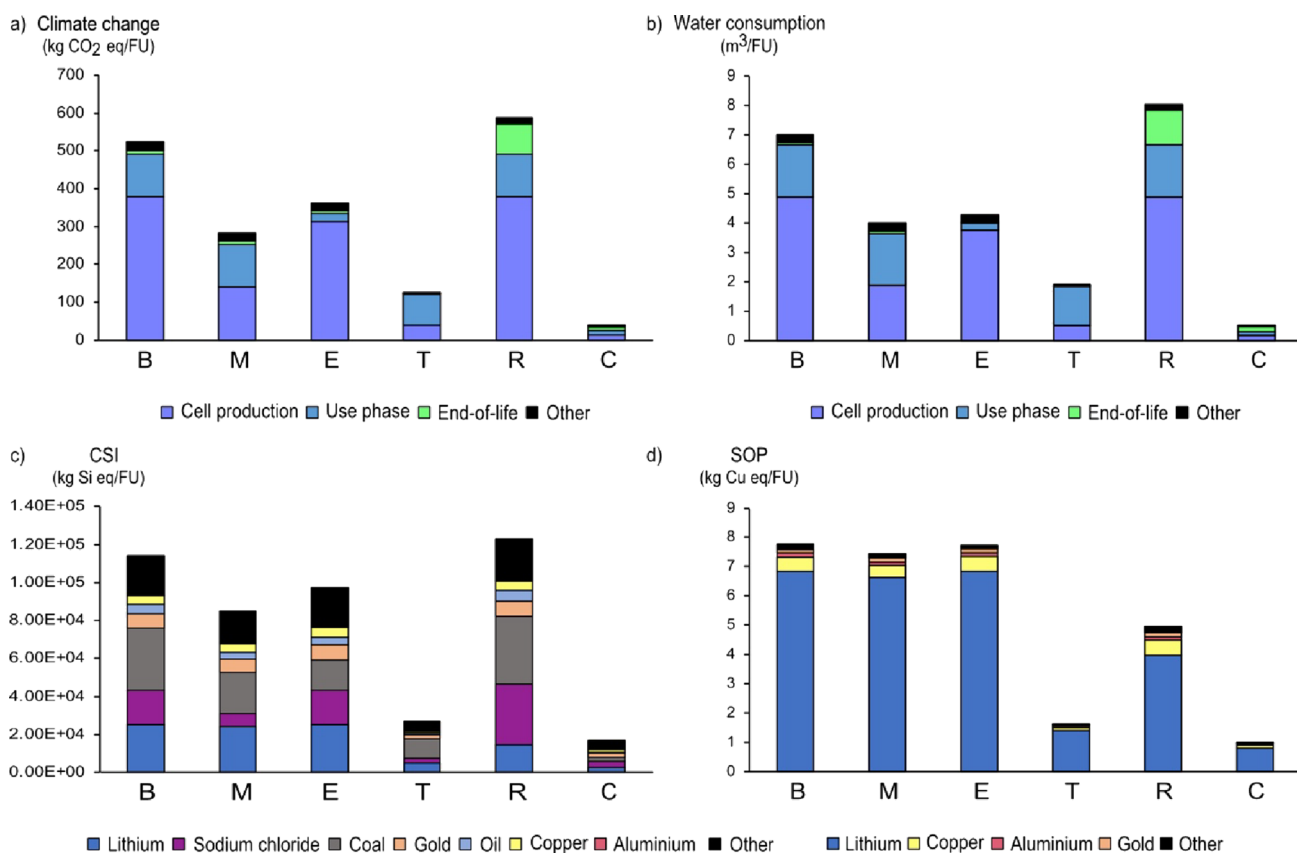 a) Climate change
(kg CO2 eq/FU)
700
600
500
400
300
200
100
0
B M E T R C
Cell production Use phase End-of-life Other
b) Water consumption
(m3/FU)
9
8
7
6
5
4
3
2
1
0
B M E T R C
Cell production Use phase End-of-life Other
c) CSI
(kg Si eq/FU)
1.40E+05
1.20E+05
1.00E+05
8.00E+04
6.00E+04
4.00E+04
2.00E+04
0.00E+00
B M E T R C
Lithium Sodium chloride Coal Gold Oil Copper Aluminium Other
d) SOP
(kg Cu eq/FU)
9
8
7
6
5
4
3
2
1
0
B M E T R C
Lithium Copper Aluminium Gold Other